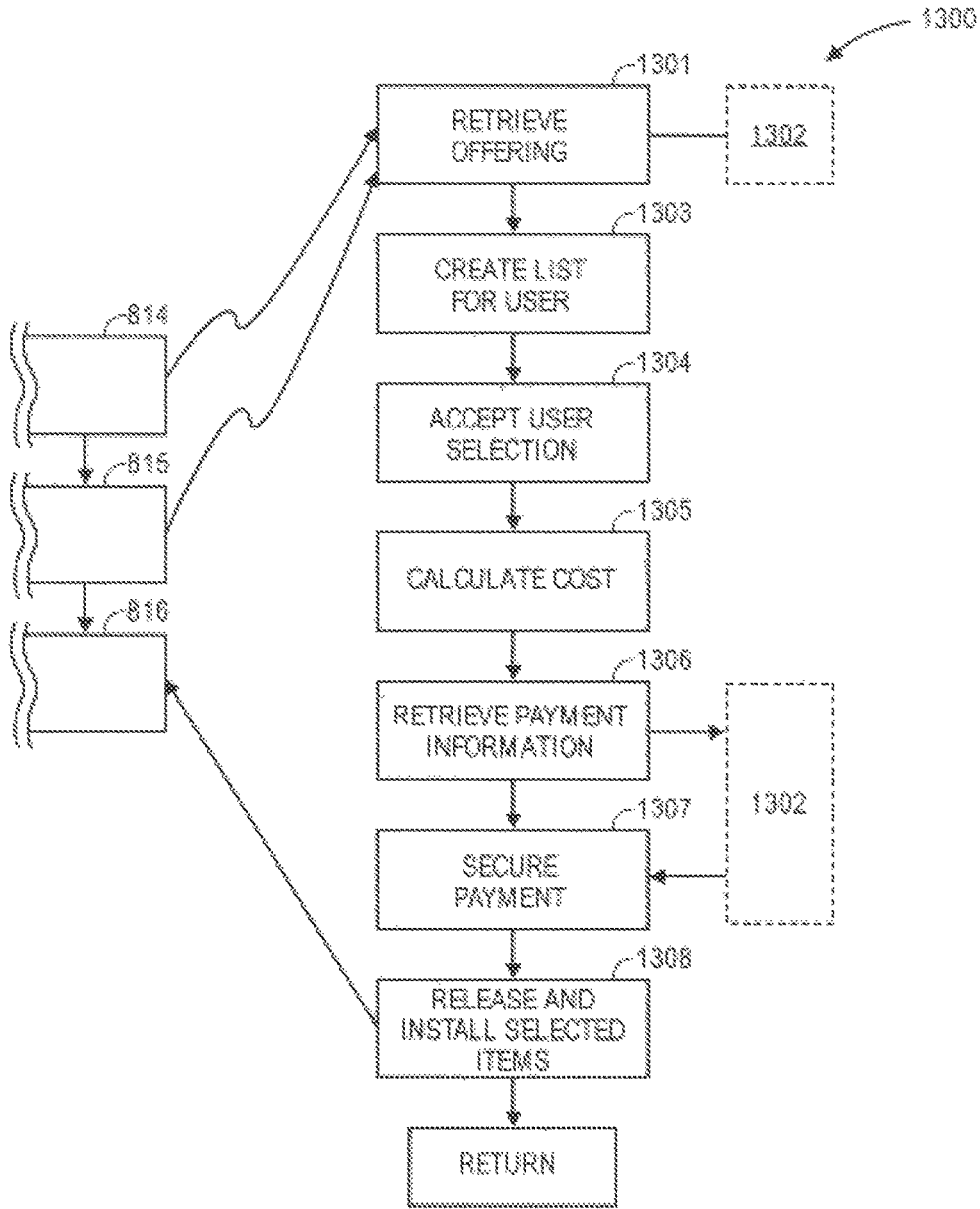 1300
1301
RETRIEVE
OFFERING
1302
1303
CREATE LIST
FOR USER
814
1304
ACCEPT USER
SELECTION
815
1305
CALCULATE COST
816
1306
RETRIEVE PAYMENT
INFORMATION
1302
1307
SECURE
PAYMENT
1308
RELEASE AND
INSTALL SELECTED
ITEMS
RETURN